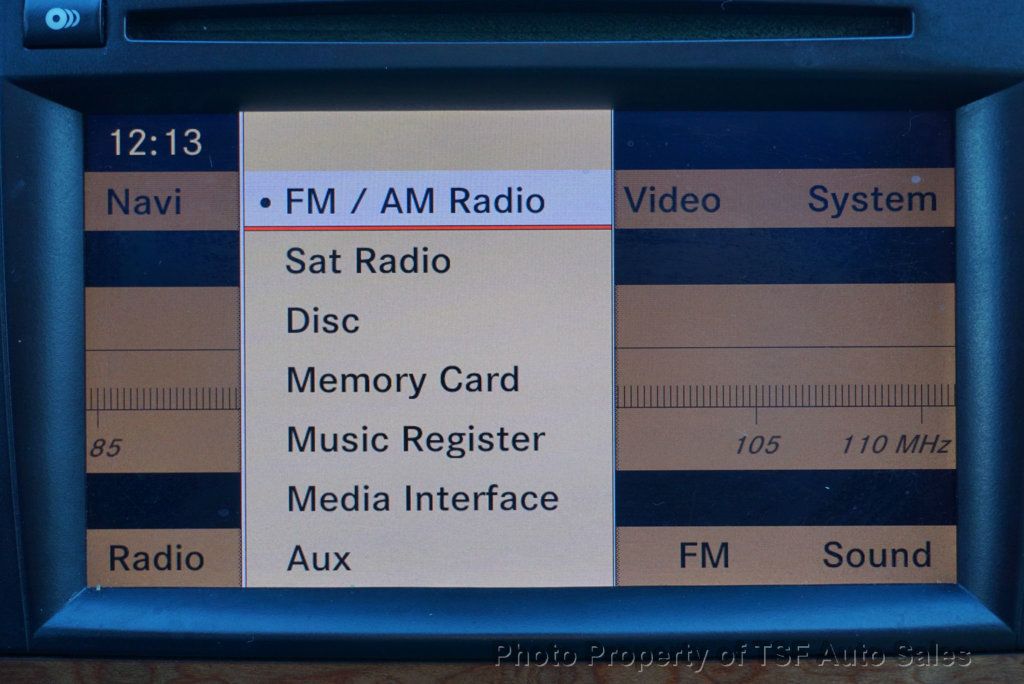 12:13
Navi
• FM / AM Radio
Video
System
Sat Radio
Disc
Memory Card
Music Register
Media Interface
Aux
85
105
110 MHz
Radio
FM
Sound
Photo Property of TSF Auto Sales